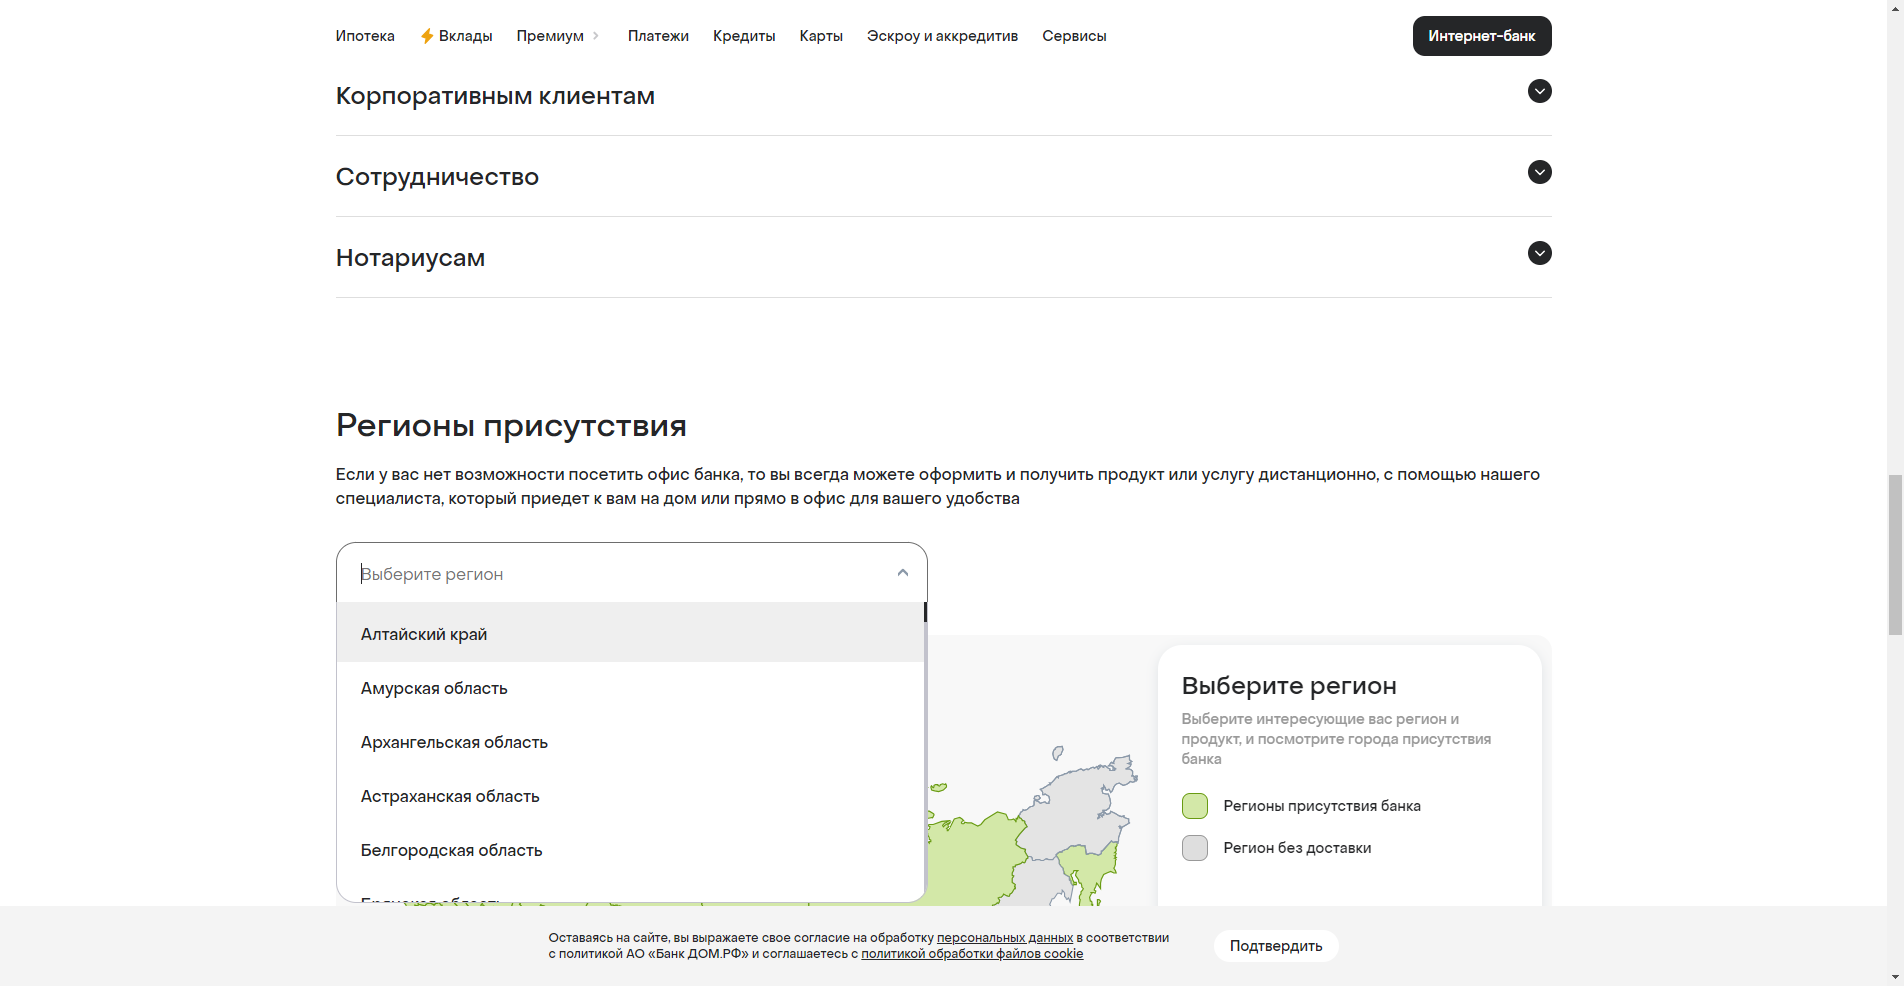 Ипотека
Вклады
Премиум
Платежи
Кредиты
Карты
Эскроу и аккредитив
Сервисы
Интернет-банк
Корпоративным клиентам
Сотрудничество
Нотариусам
Регионы присутствия
Если у вас нет возможности посетить офис банка, то вы всегда можете оформить и получить продукт или услугу дистанционно, с помощью нашего
специалиста, который приедет к вам на дом или прямо в офис для вашего удобства
Выберите регион
Алтайский край
Амурская область
Архангельская область
Астраханская область
Белгородская область
Брянская область
Выберите регион
Выберите интересующие вас регион и
продукт, и посмотрите города присутствия
банка
Регионы присутствия банка
Регион без доставки
Оставаясь на сайте, вы выражаете свое согласие на обработку персональных данных в соответствии
с политикой АО «Банк ДОМ.РФ» и соглашаетесь с политикой обработки файлов cookie
Подтвердить